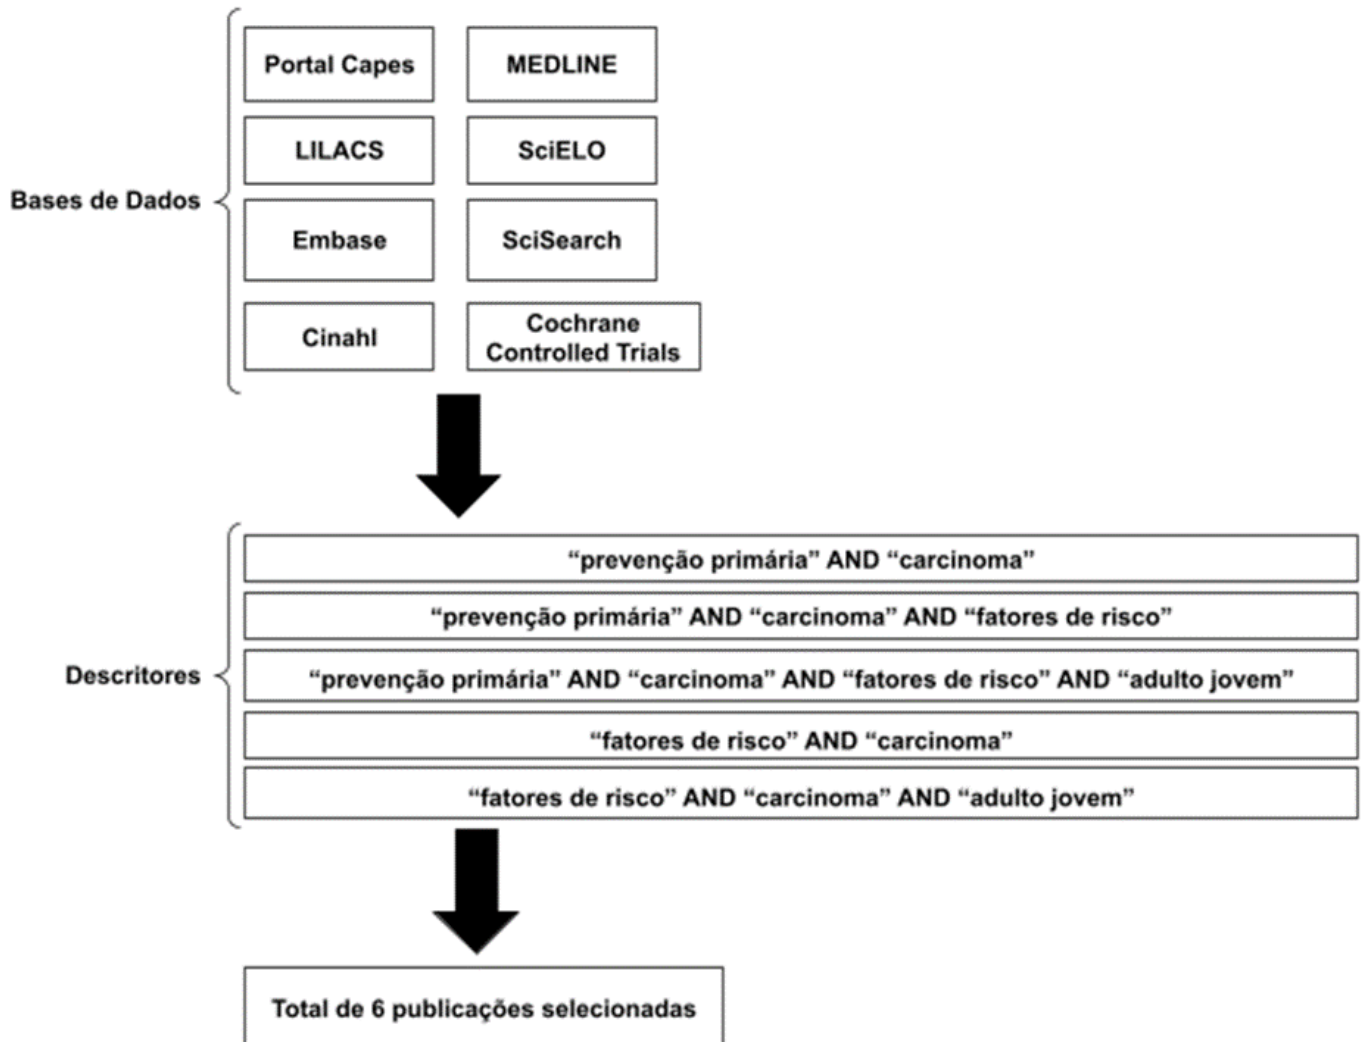 Bases de Dados
Portal Capes
MEDLINE
LILACS
SciELO
Embase
SciSearch
Cinahl
Cochrane
Controlled Trials
Descritores
“prevenção primária” AND “carcinoma”
“prevenção primária” AND “carcinoma” AND “fatores de risco”
“prevenção primária” AND “carcinoma” AND “fatores de risco” AND “adulto jovem”
“fatores de risco” AND “carcinoma”
“fatores de risco” AND “carcinoma” AND “adulto jovem”
Total de 6 publicações selecionadas